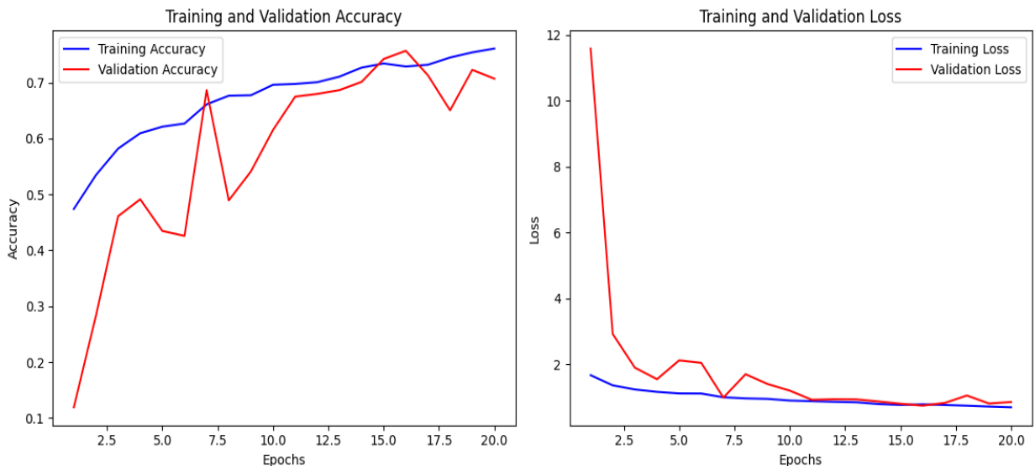 Training and Validation Accuracy
Training Accuracy
Validation Accuracy
0.7
0.6
0.5
0.4
0.3
0.2
0.1
Accuracy
2.5 5.0 7.5 10.0 12.5 15.0 17.5 20.0
Epochs
Training and Validation Loss
Training Loss
Validation Loss
12
10
8
6
4
2
Loss
2.5 5.0 7.5 10.0 12.5 15.0 17.5 20.0
Epochs